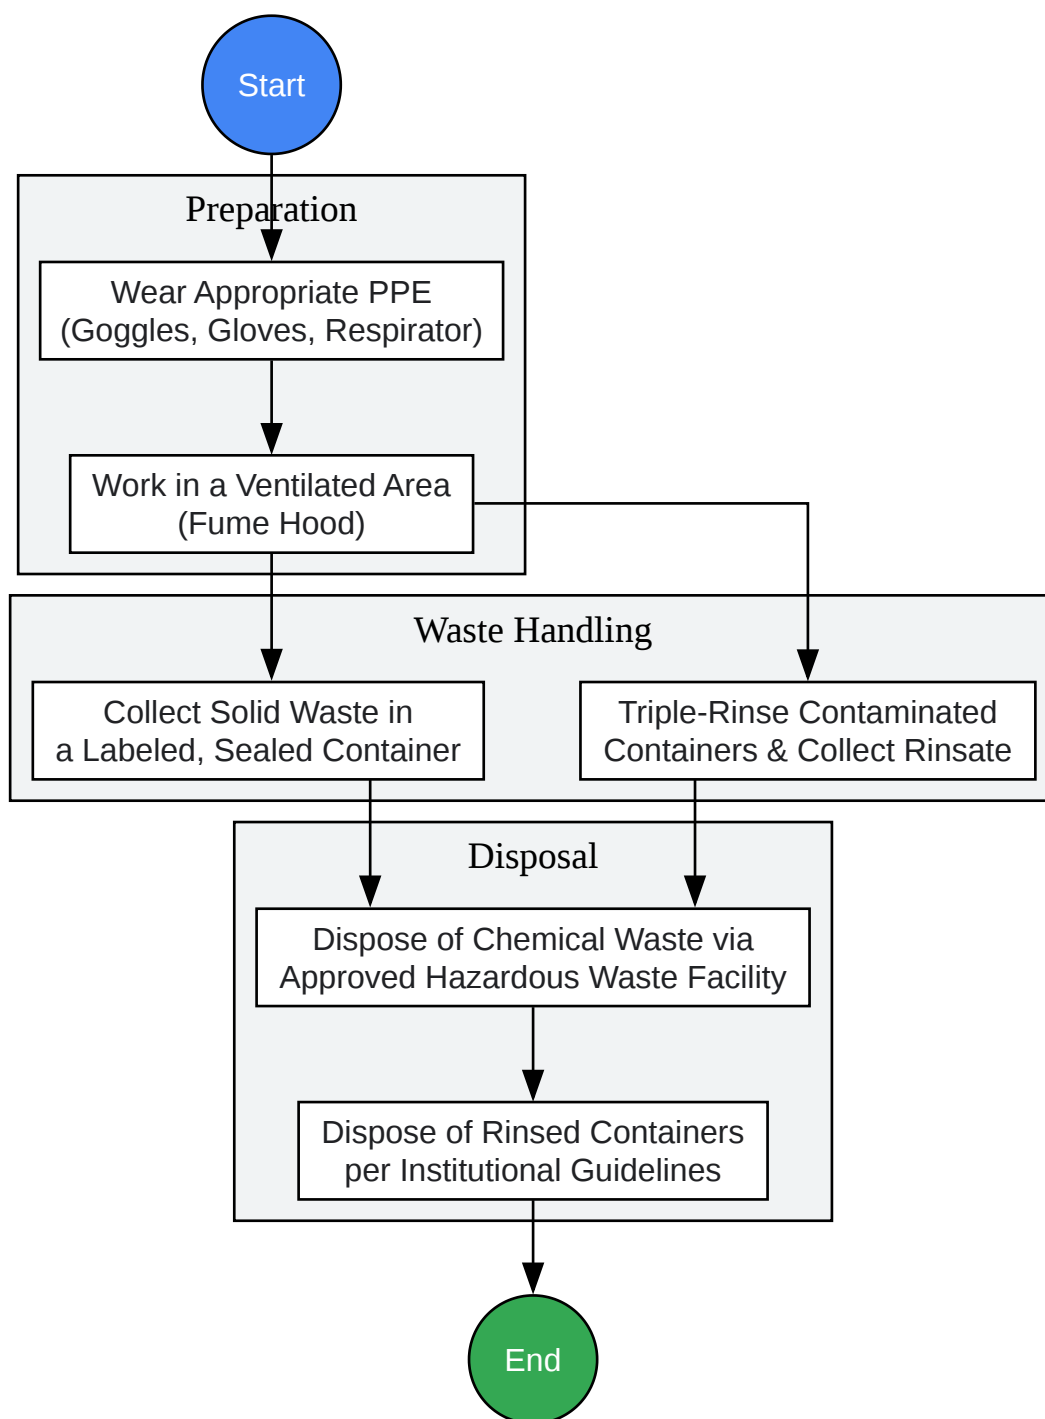 Start
Preparation
Wear Appropriate PPE
(Goggles, Gloves, Respirator)
Work in a Ventilated Area
(Fume Hood)
Waste Handling
Collect Solid Waste in
a Labeled, Sealed Container
Triple-Rinse Contaminated
Containers & Collect Rinsate
Disposal
Dispose of Chemical Waste via
Approved Hazardous Waste Facility
Dispose of Rinsed Containers
per Institutional Guidelines
End